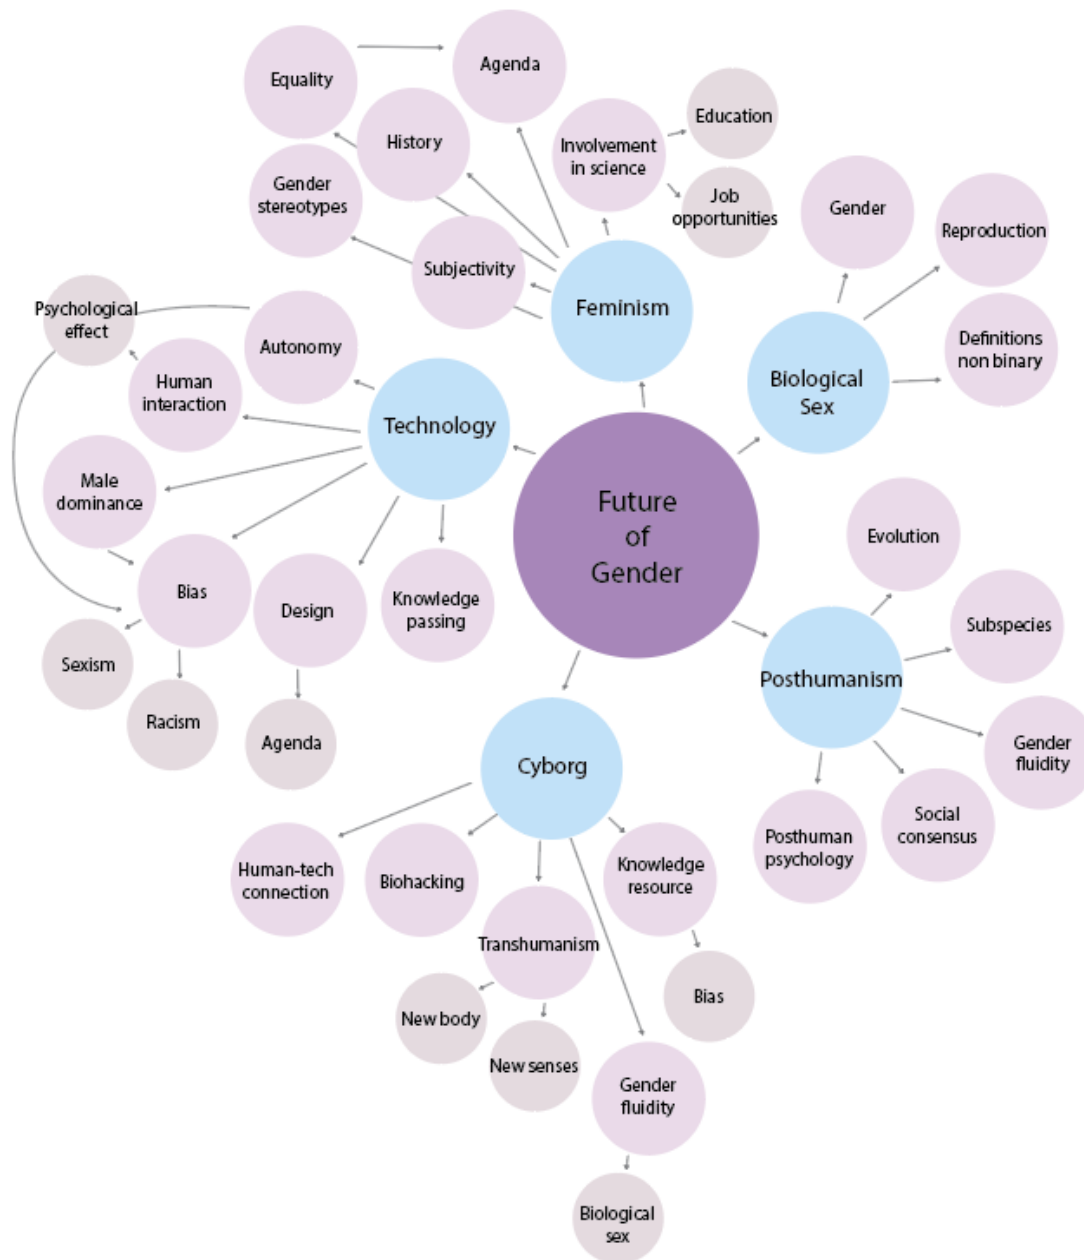 Equality
Agenda
History
Gender
stereotypes
Subjectivity
Involvement
in science
Education
Job
opportunities
Feminism
Gender
Reproduction
Definitions
non binary
Biological
Sex
Psychological
effect
Autonomy
Human
interaction
Technology
Male
dominance
Bias
Design
Knowledge
passing
Sexism
Racism
Agenda
Future
of
Gender
Evolution
Subspecies
Posthumanism
Gender
fluidity
Social
consensus
Posthuman
psychology
Cyborg
Human-tech
connection
Biohacking
Transhumanism
Knowledge
resource
New body
New senses
Bias
Gender
fluidity
Biological
sex